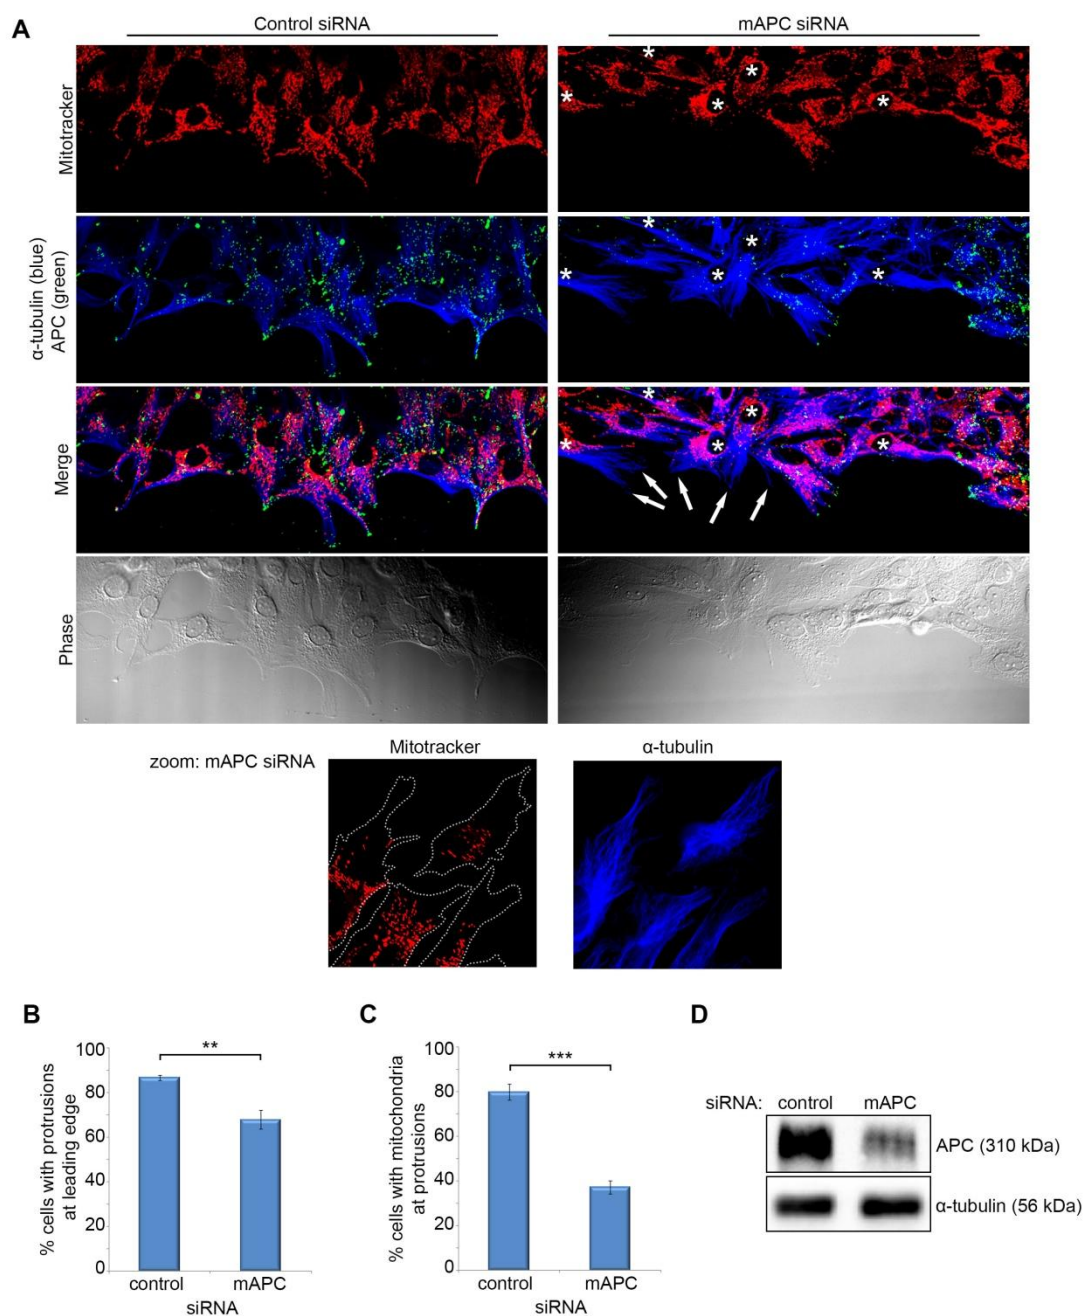 A
Control siRNA
mAPC siRNA
Mitotracker
α-tubulin (blue)
APC (green)
Merge
Phase
zoom: mAPC siRNA
Mitotracker
α-tubulin
B
% cells with protrusions
at leading edge
100
80
60
40
20
0
**
control
mAPC
siRNA
C
% cells with mitochondria
at protrusions
100
80
60
40
20
0
***
control
mAPC
siRNA
D
siRNA: control mAPC
APC (310 kDa)
α-tubulin (56 kDa)